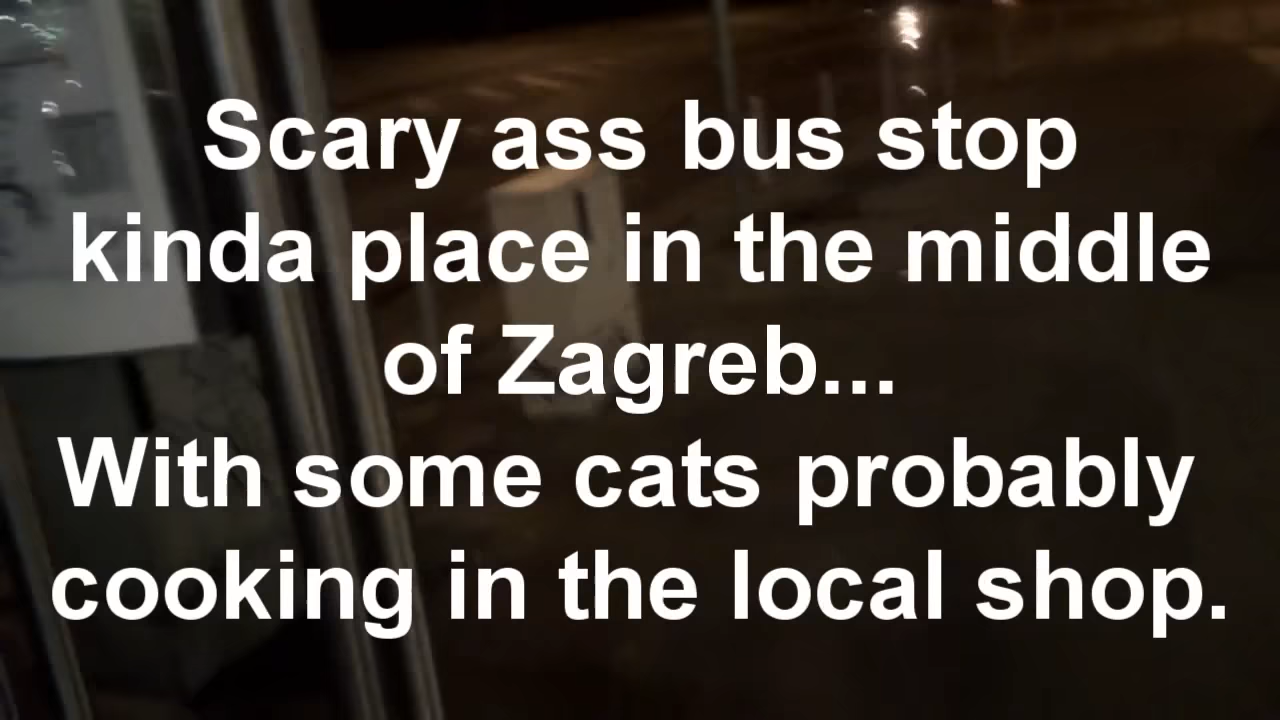 Scary ass bus stop
kinda place in the middle
of Zagreb...
With some cats probably
cooking in the local shop.